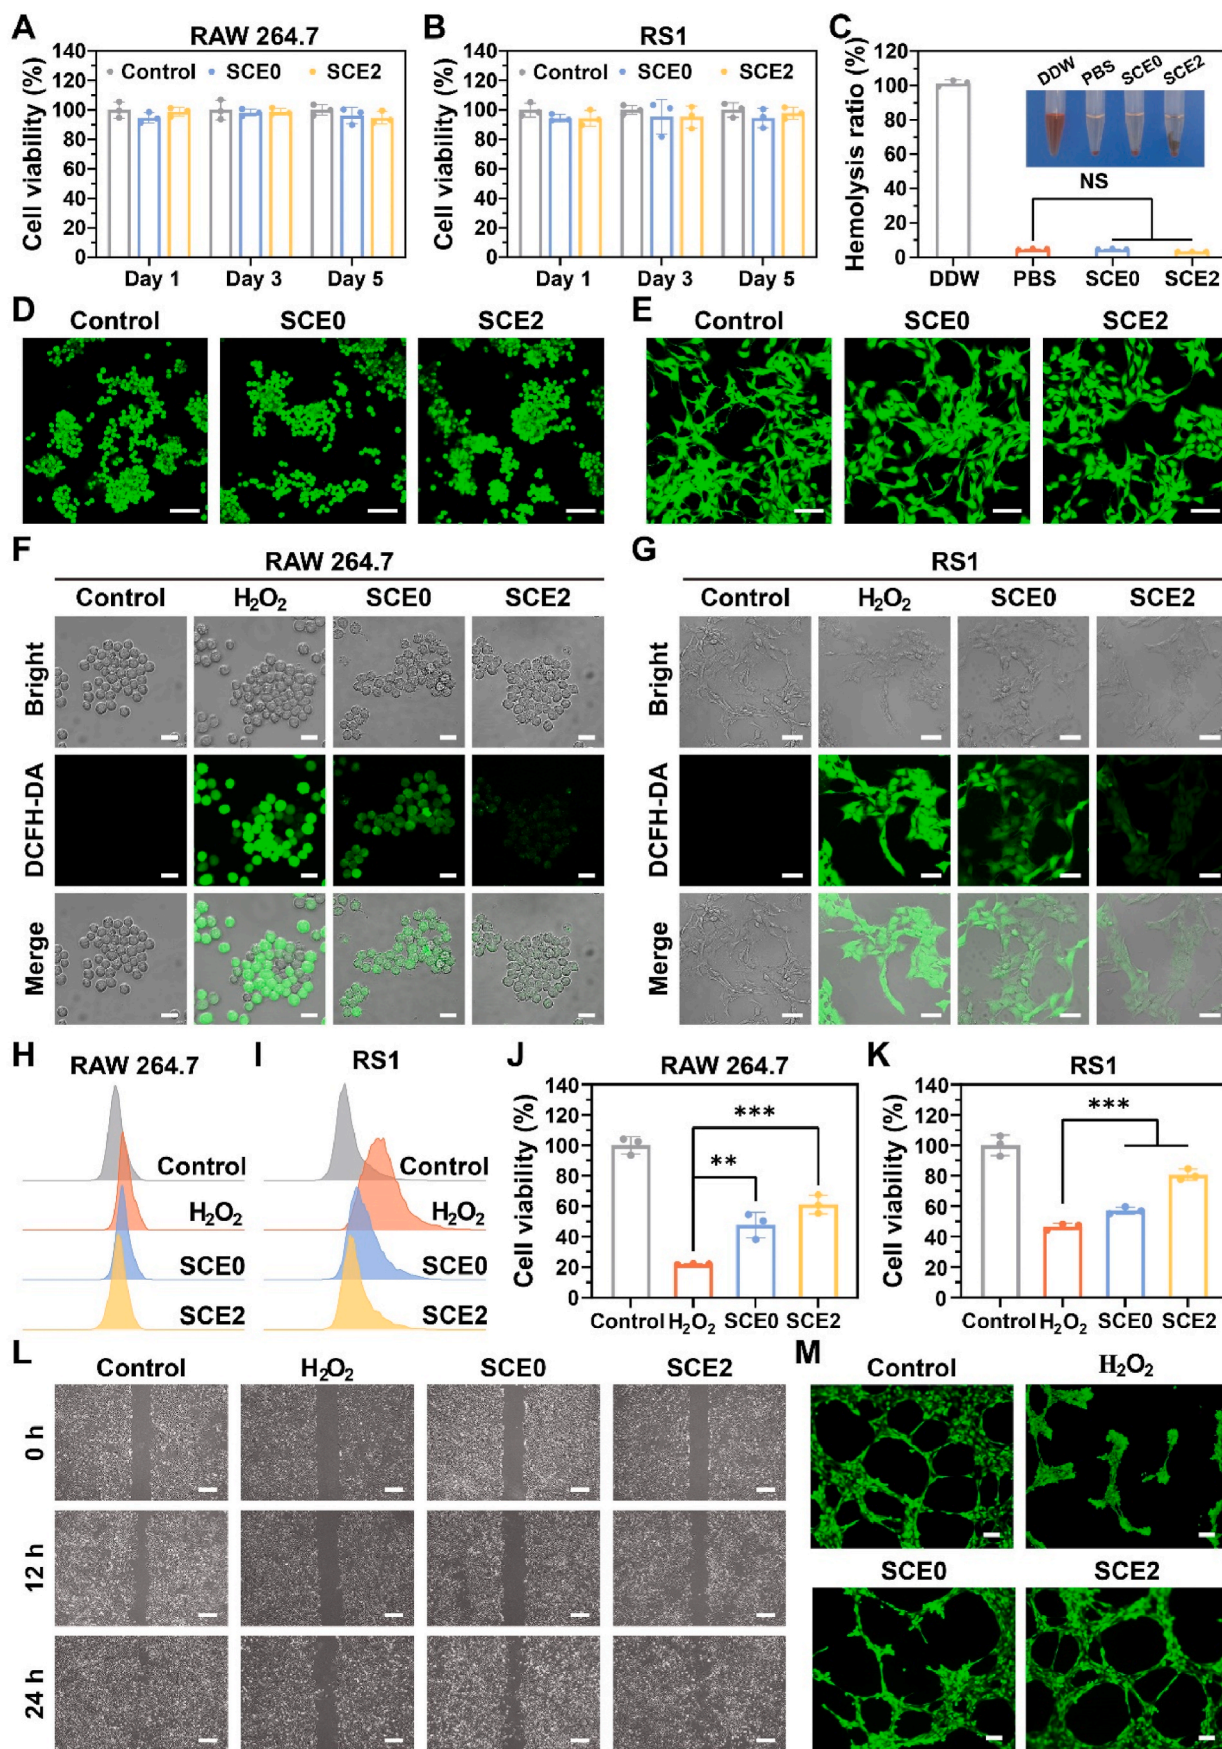 A
RAW 264.7
Cell viability (%)
140
120
100
80
60
40
20
0
Control SCE0 SCE2
Day 1 Day 3 Day 5
B
RS1
Cell viability (%)
140
120
100
80
60
40
20
0
Control SCE0 SCE2
Day 1 Day 3 Day 5
C
Hemolysis ratio (%)
120
100
80
60
40
20
0
DDW PBS SCE0 SCE2
NS
DDW PBS SCE0 SCE2
D
Control SCE0 SCE2
E
Control SCE0 SCE2
F
RAW 264.7
Control H₂O₂ SCE0 SCE2
Bright
DCFH-DA
Merge
G
RS1
Control H₂O₂ SCE0 SCE2
Bright
DCFH-DA
Merge
H
RAW 264.7
Control
H₂O₂
SCE0
SCE2
I
RS1
Control
H₂O₂
SCE0
SCE2
J
RAW 264.7
Cell viability (%)
140
120
100
80
60
40
20
0
***
**
Control H₂O₂ SCE0 SCE2
K
RS1
Cell viability (%)
140
120
100
80
60
40
20
0
***
Control H₂O₂ SCE0 SCE2
L
Control H₂O₂ SCE0 SCE2
0 h
12 h
24 h
M
Control H₂O₂
SCE0 SCE2